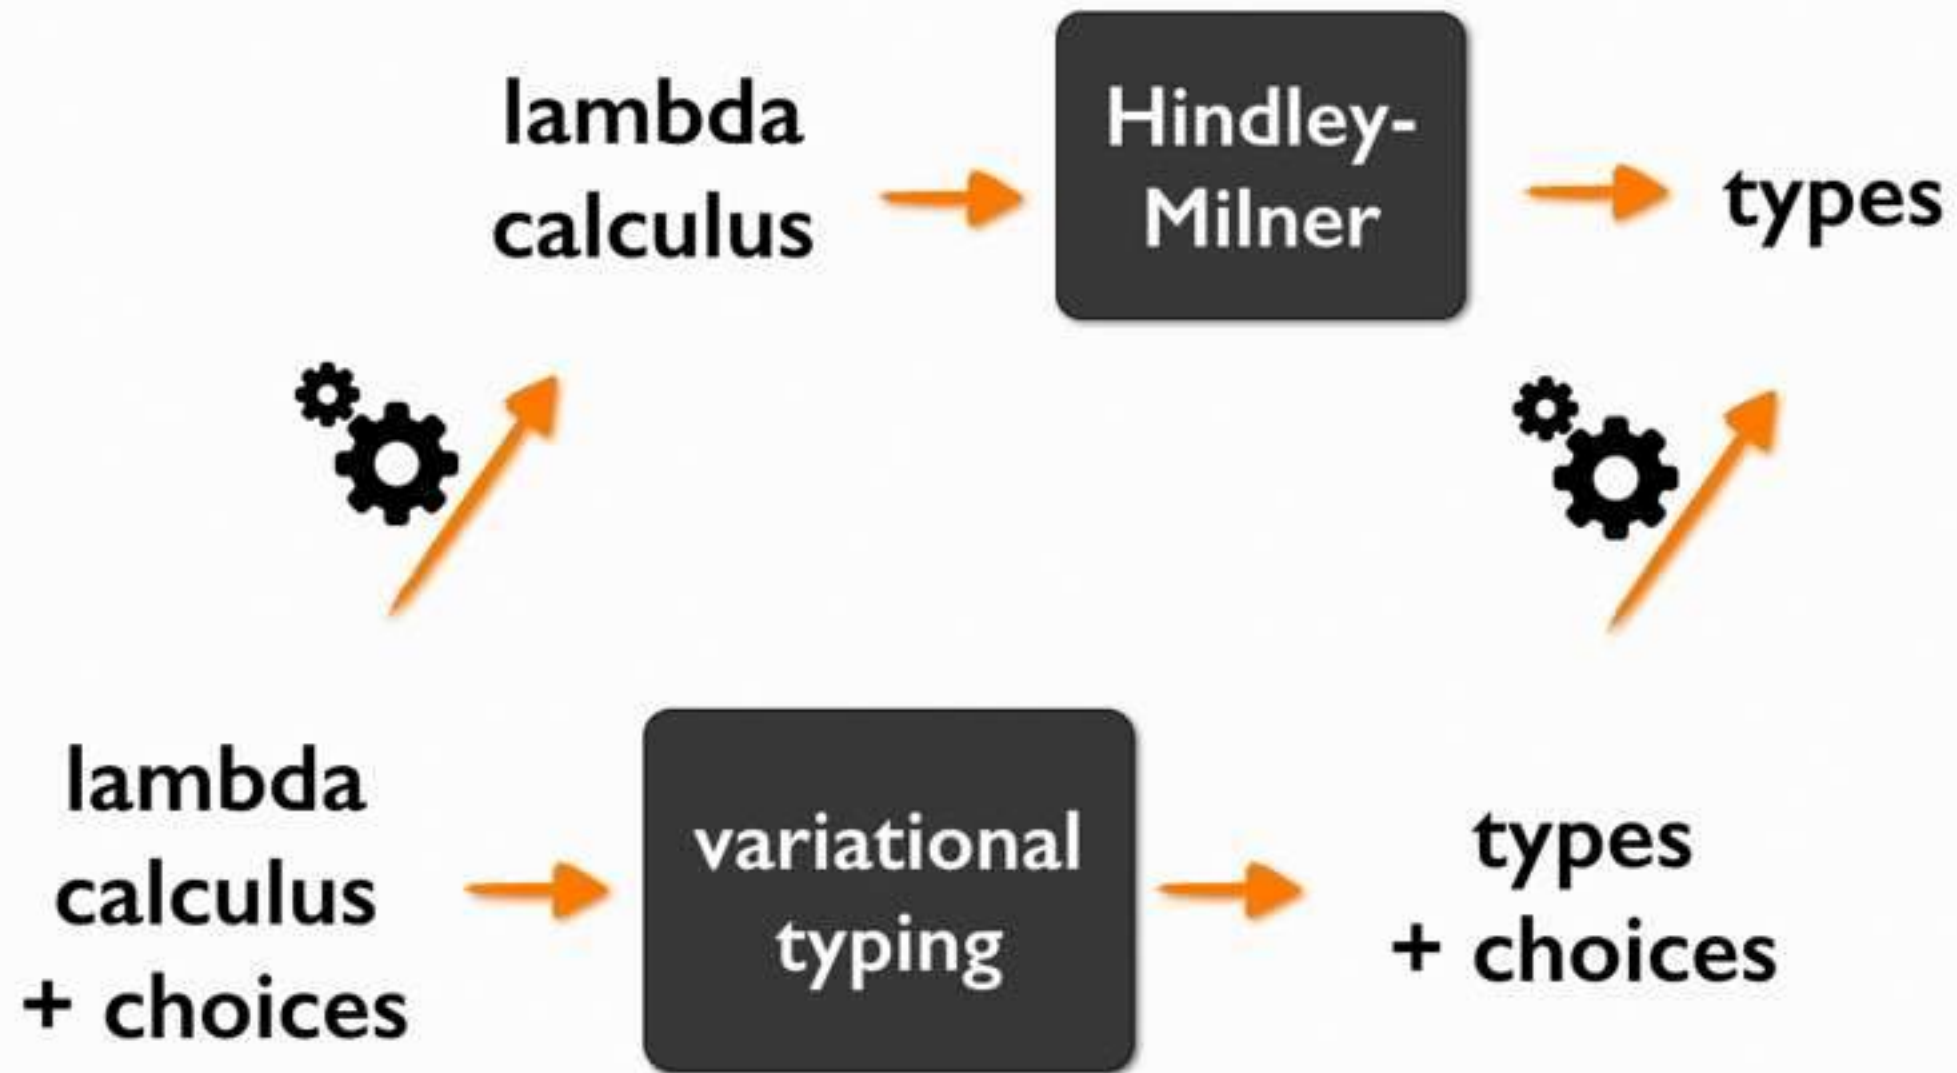 lambda
calculus
Hindley-
Milner
types
lambda
calculus
+ choices
variational
typing
types
+ choices